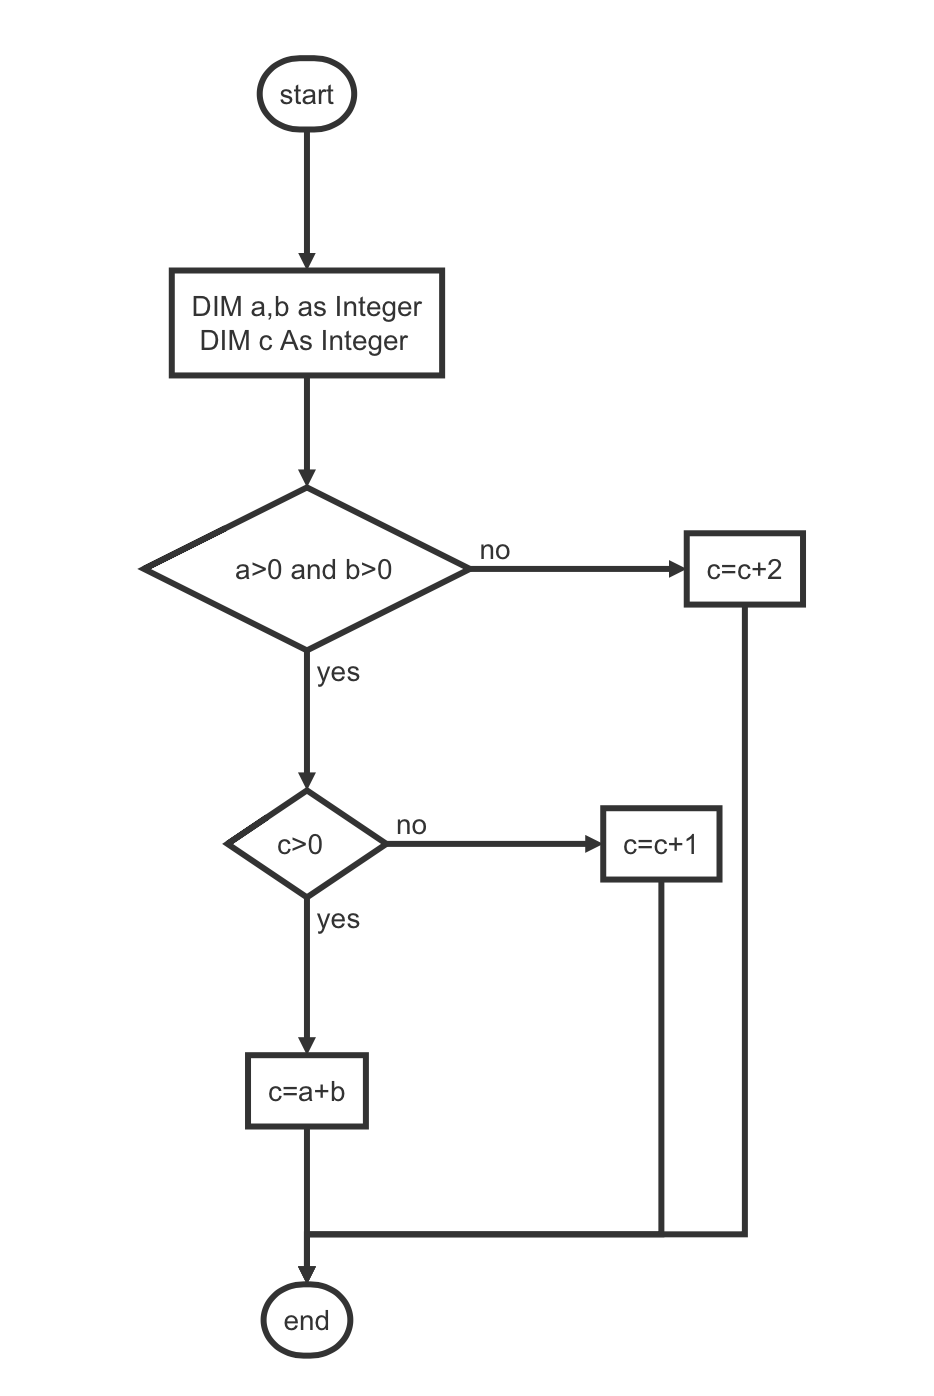 start
DIM a,b as Integer
DIM c As Integer
a>0 and b>0
no
c=c+2
yes
c>0
no
c=c+1
yes
c=a+b
end